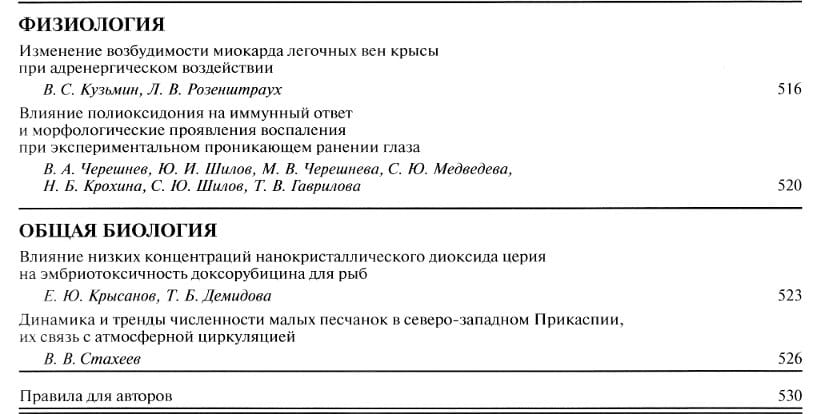 ФИЗИОЛОГИЯ
Изменение возбудимости миокарда легочных вен крысы
при адренергическом воздействии
В. С. Кузьмин, Л. В. Розенштраух 516
Влияние полиоксидония на иммунный ответ
и морфологические проявления воспаления
при экспериментальном проникающем ранении глаза
В. А. Черешнев, Ю. И. Шилов, М. В. Черешнева, С. Ю. Медведева,
Н. Б. Крохина, С. Ю. Шилов, Т. В. Гаврилова 520
ОБЩАЯ БИОЛОГИЯ
Влияние низких концентраций нанокристаллического диоксида церия
на эмбриотоксичность доксорубицина для рыб
Е. Ю. Крысанов, Т. Б. Демидова 523
Динамика и тренды численности малых песчанок в северо-западном Прикаспии,
их связь с атмосферной циркуляцией
В. В. Стахеев 526
Правила для авторов 530